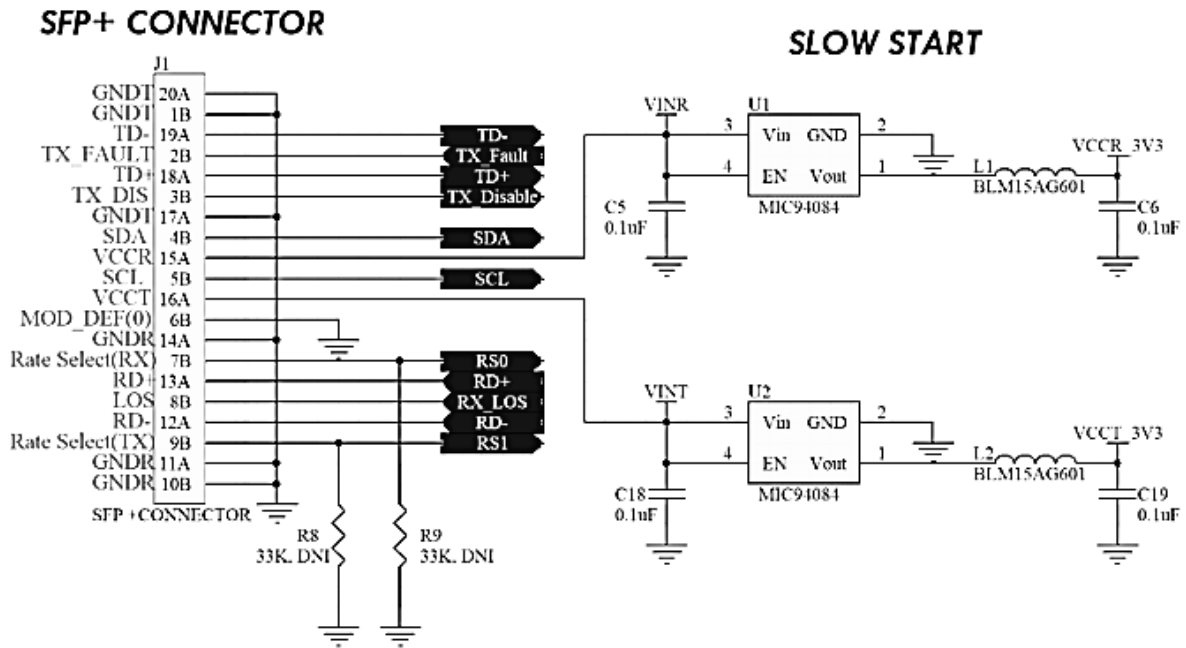 SFP+ CONNECTOR
J1
GNDT 20A
GNDT 1B
TD- 19A TD-
TX_FAULT 2B TX_Fault
TD+ 18A TD+
TX DIS 3B TX_Disable
GNDT 17A
SDA 4B SDA
VCCR 15A
SCL 5B SCL
VCCT 16A
MOD_DEF(0) 6B
GNDR 14A
Rate Select(RX) 7B RS0
RD+ 13A RD+
LOS 8B RX_LOS
RD- 12A RD-
Rate Select(TX) 9B RS1
GNDR 11A
GNDR 10B
SFP +CONNECTOR
R8
33K, DNI
R9
33K, DNI
SLOW START
VINR
U1
3 Vin GND 2
4 EN Vout 1
MIC94084
L1
BLM15AG601
VCCR_3V3
C5
0.1uF
C6
0.1uF
VINT
U2
3 Vin GND 2
4 EN Vout 1
MIC94084
L2
BLM15AG601
VCCT_3V3
C18
0.1uF
C19
0.1uF